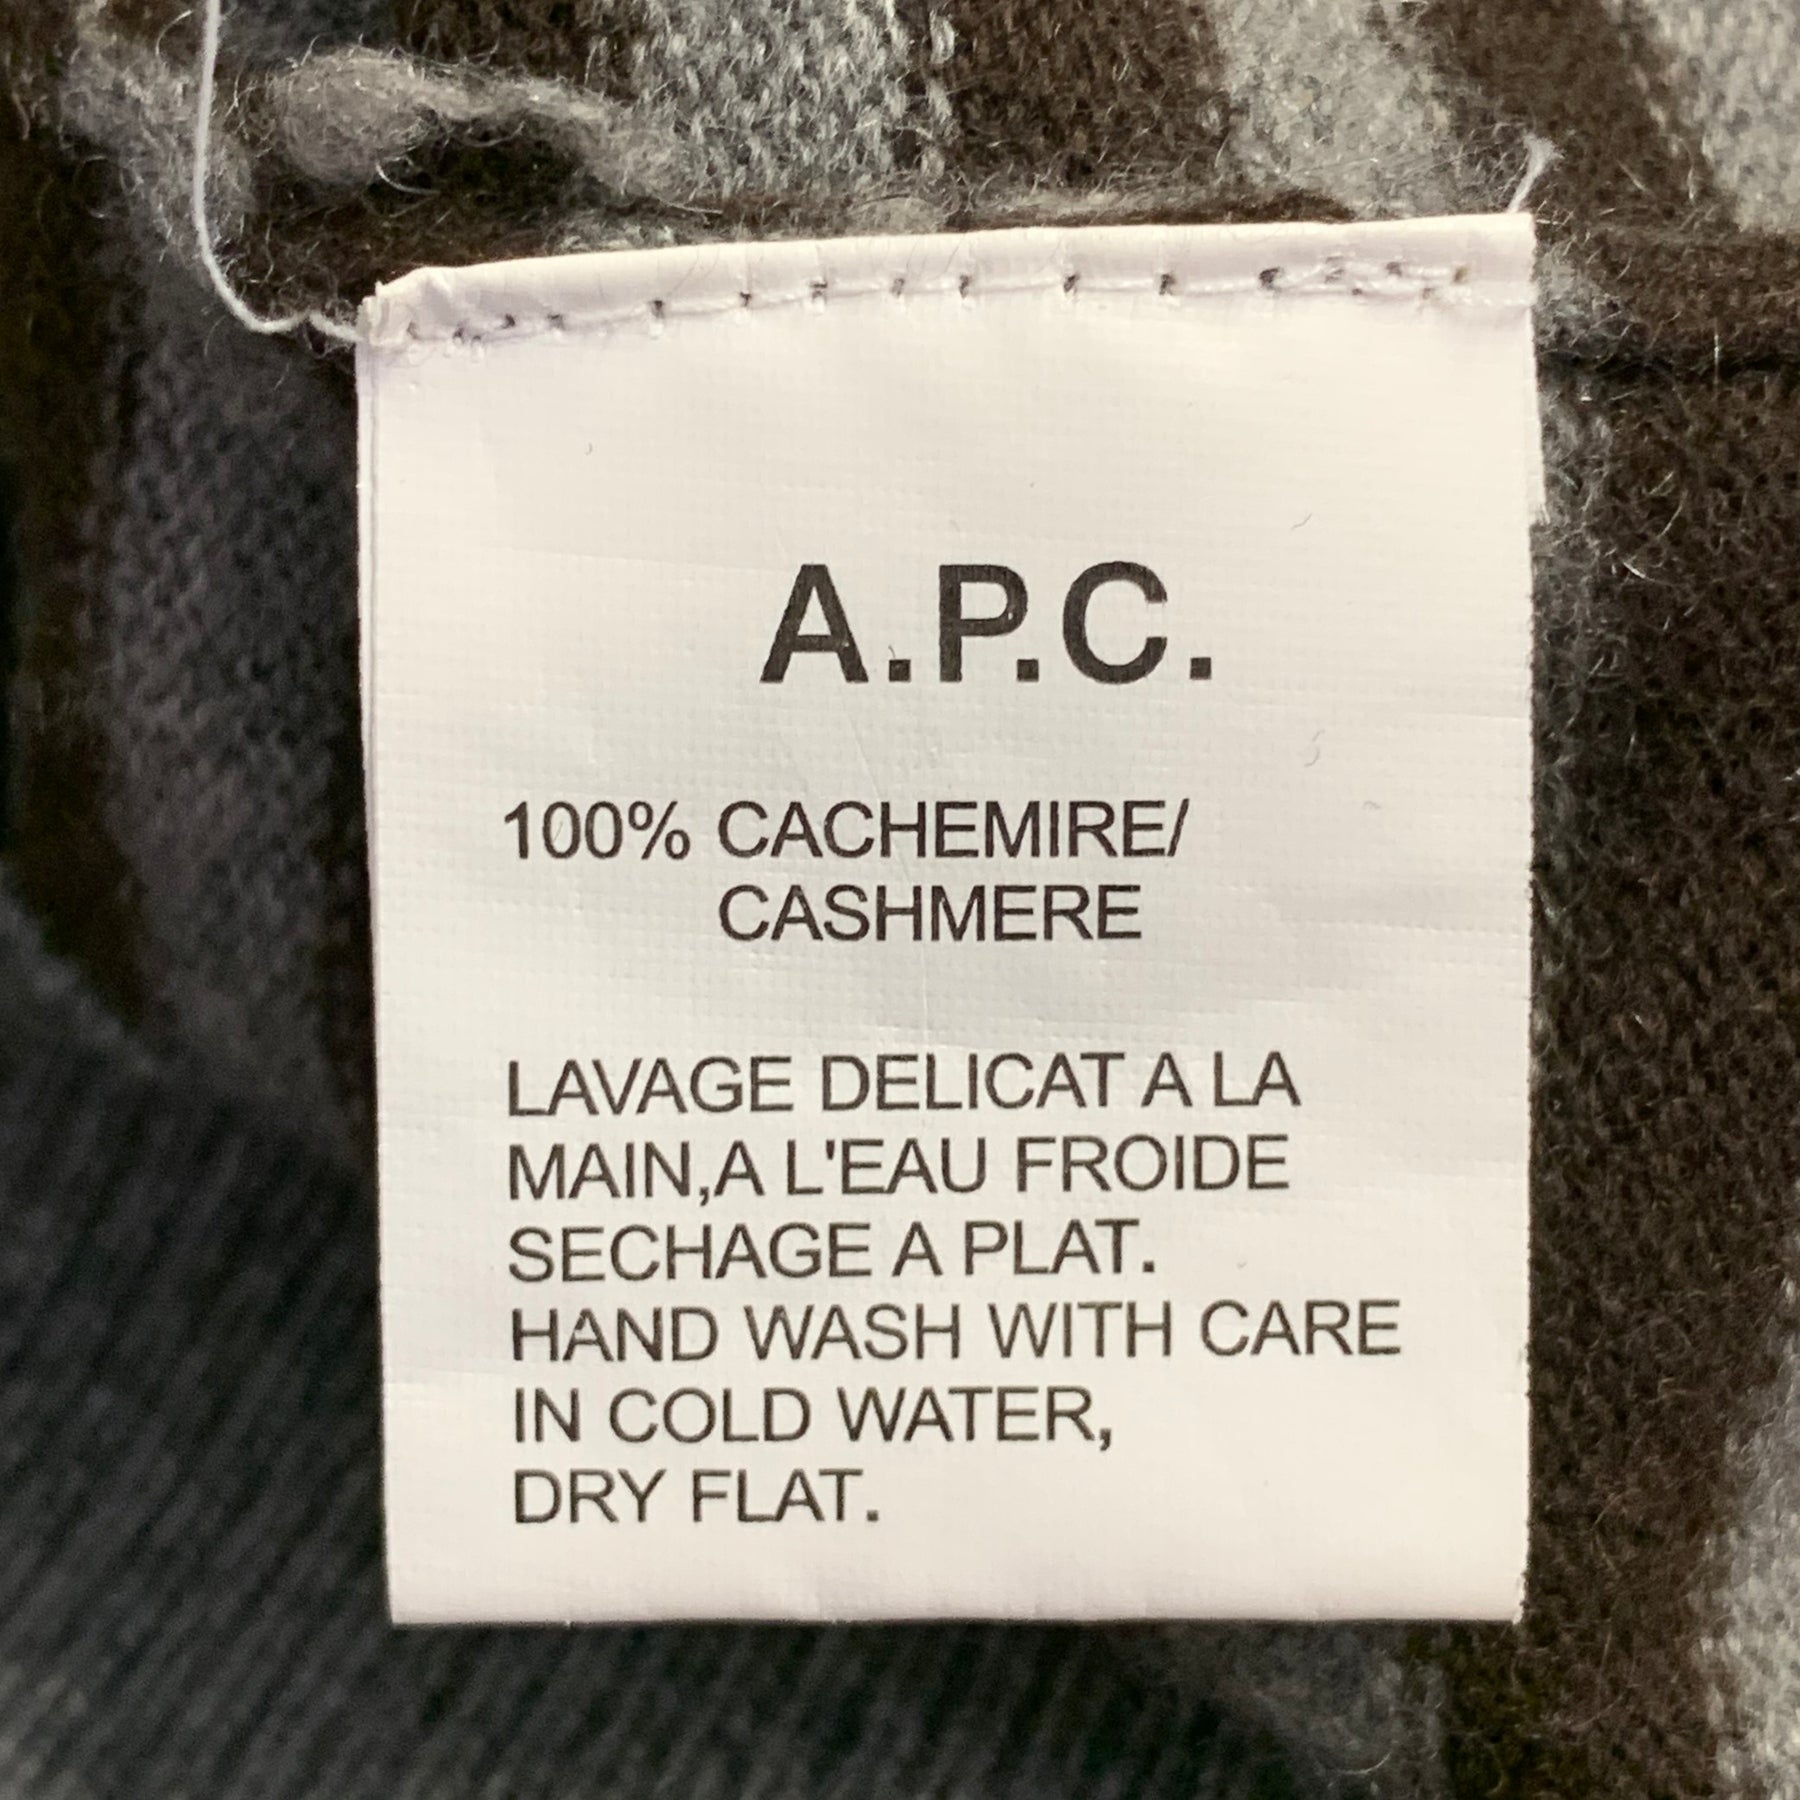 A.P.C.
100% CACHEMIRE/
CASHMERE
LAVAGE DELICAT A LA
MAIN,A L'EAU FROIDE
SECHAGE A PLAT.
HAND WASH WITH CARE
IN COLD WATER,
DRY FLAT.